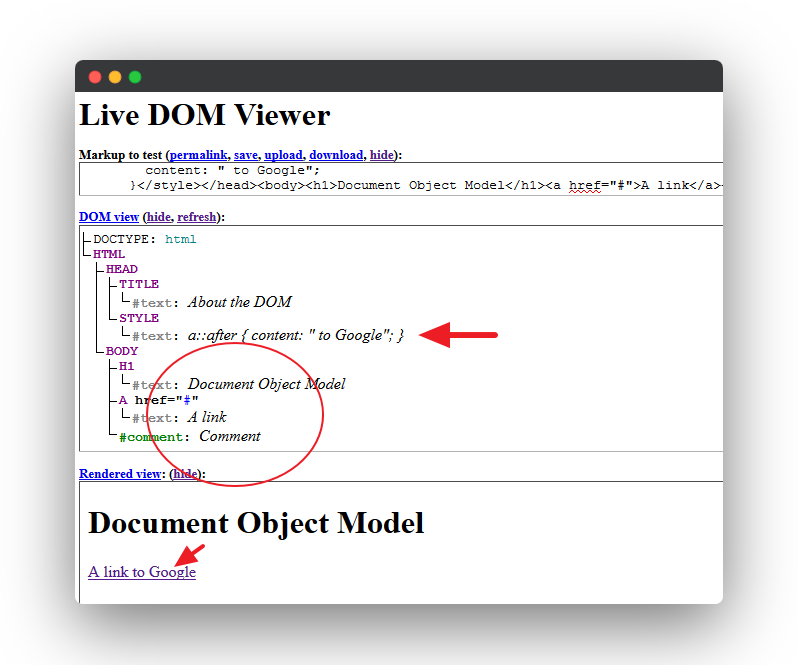 Live DOM Viewer
Markup to test (permalink, save, upload, download, hide):
content: " to Google";
}</style></head><body><h1>Document Object Model</h1><a href="#">A link</a><
DOM view (hide, refresh):
DOCTYPE: html
HTML
HEAD
TITLE
#text: About the DOM
STYLE
#text: a::after { content: " to Google"; }
BODY
H1
#text: Document Object Model
A href="#"
#text: A link
#comment: Comment
Rendered view: (hide):
Document Object Model
A link to Google